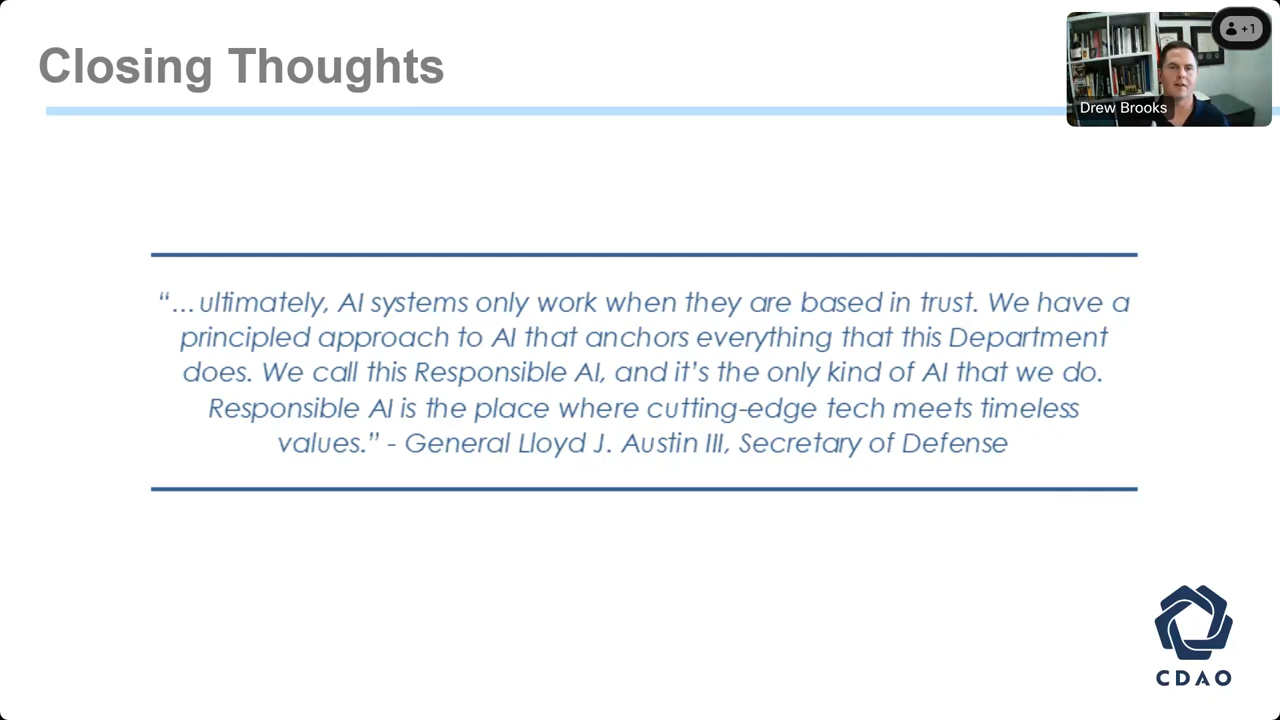 Closing Thoughts
+1
Drew Brooks
“…ultimately, AI systems only work when they are based in trust. We have a
principled approach to AI that anchors everything that this Department
does. We call this Responsible AI, and it’s the only kind of AI that we do.
Responsible AI is the place where cutting-edge tech meets timeless
values.” - General Lloyd J. Austin III, Secretary of Defense
CDAO